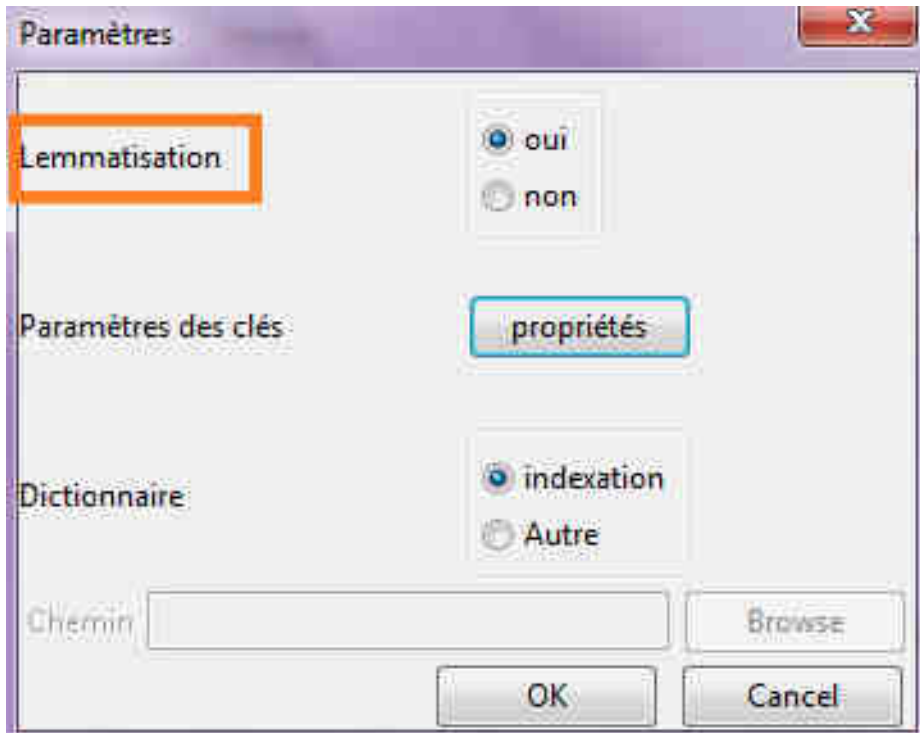 Paramètres
Lemmatisation
oui
non
Paramètres des clés
propriétés
Dictionnaire
indexation
Autre
Chemin
Browse
OK
Cancel